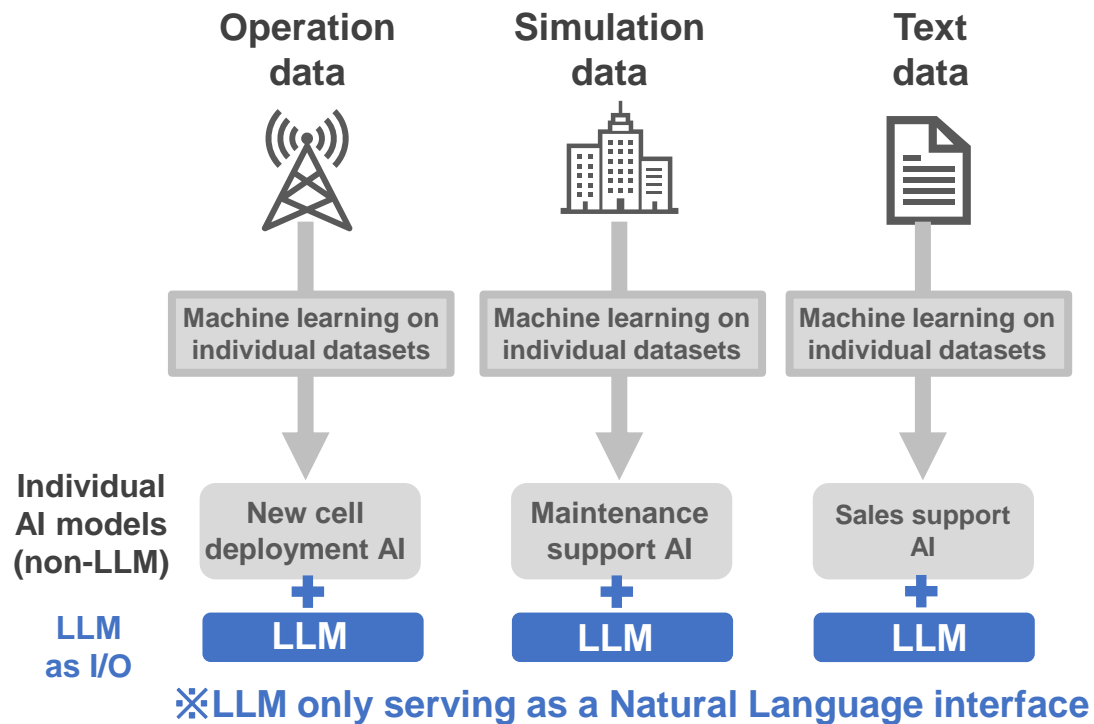 Operation
data
Simulation
data
Text
data
Machine learning on
individual datasets
Machine learning on
individual datasets
Machine learning on
individual datasets
Individual
AI models
(non-LLM)
New cell
deployment AI
Maintenance
support AI
Sales support
AI
LLM
as I/O
LLM
LLM
LLM
※LLM only serving as a Natural Language interface